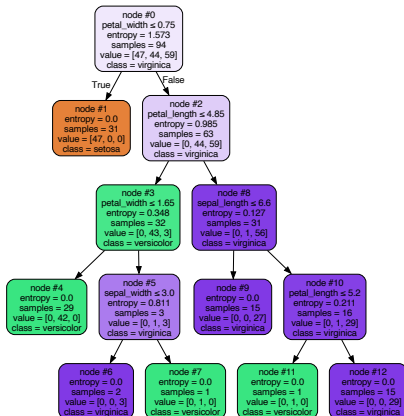 node #0
petal_width ≤ 0.75
entropy = 1.573
samples = 94
value = [47, 44, 59]
class = virginica
True
False
node #1
entropy = 0.0
samples = 31
value = [47, 0, 0]
class = setosa
node #2
petal_length ≤ 4.85
entropy = 0.985
samples = 63
value = [0, 44, 59]
class = virginica
node #3
petal_width ≤ 1.65
entropy = 0.348
samples = 32
value = [0, 43, 3]
class = versicolor
node #8
sepal_length ≤ 6.6
entropy = 0.127
samples = 31
value = [0, 1, 56]
class = virginica
node #4
entropy = 0.0
samples = 29
value = [0, 42, 0]
class = versicolor
node #5
sepal_width ≤ 3.0
entropy = 0.811
samples = 3
value = [0, 1, 3]
class = virginica
node #9
entropy = 0.0
samples = 15
value = [0, 0, 27]
class = virginica
node #10
petal_length ≤ 5.2
entropy = 0.211
samples = 16
value = [0, 1, 29]
class = virginica
node #6
entropy = 0.0
samples = 2
value = [0, 0, 3]
class = virginica
node #7
entropy = 0.0
samples = 1
value = [0, 1, 0]
class = versicolor
node #11
entropy = 0.0
samples = 1
value = [0, 1, 0]
class = versicolor
node #12
entropy = 0.0
samples = 15
value = [0, 0, 29]
class = virginica